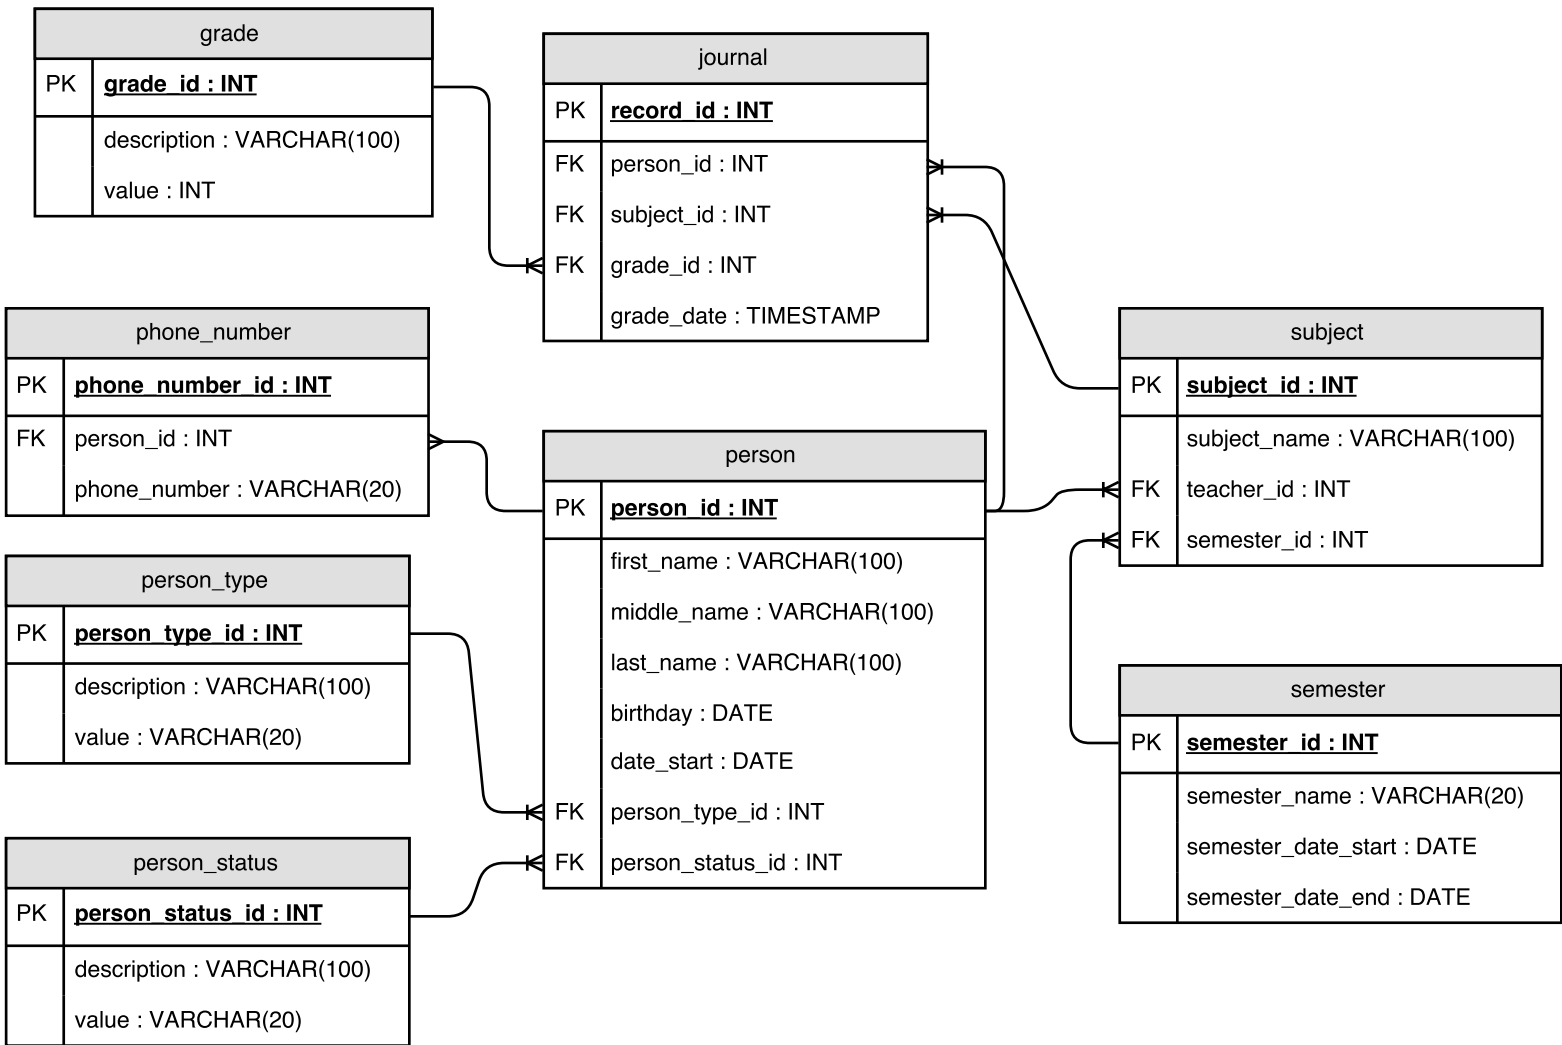 grade
PK grade_id : INT
description : VARCHAR(100)
value : INT
journal
PK record_id : INT
FK person_id : INT
FK subject_id : INT
FK grade_id : INT
grade_date : TIMESTAMP
phone_number
PK phone_number_id : INT
FK person_id : INT
phone_number : VARCHAR(20)
person
PK person_id : INT
first_name : VARCHAR(100)
middle_name : VARCHAR(100)
last_name : VARCHAR(100)
birthday : DATE
date_start : DATE
FK person_type_id : INT
FK person_status_id : INT
subject
PK subject_id : INT
subject_name : VARCHAR(100)
FK teacher_id : INT
FK semester_id : INT
person_type
PK person_type_id : INT
description : VARCHAR(100)
value : VARCHAR(20)
semester
PK semester_id : INT
semester_name : VARCHAR(20)
semester_date_start : DATE
semester_date_end : DATE
person_status
PK person_status_id : INT
description : VARCHAR(100)
value : VARCHAR(20)